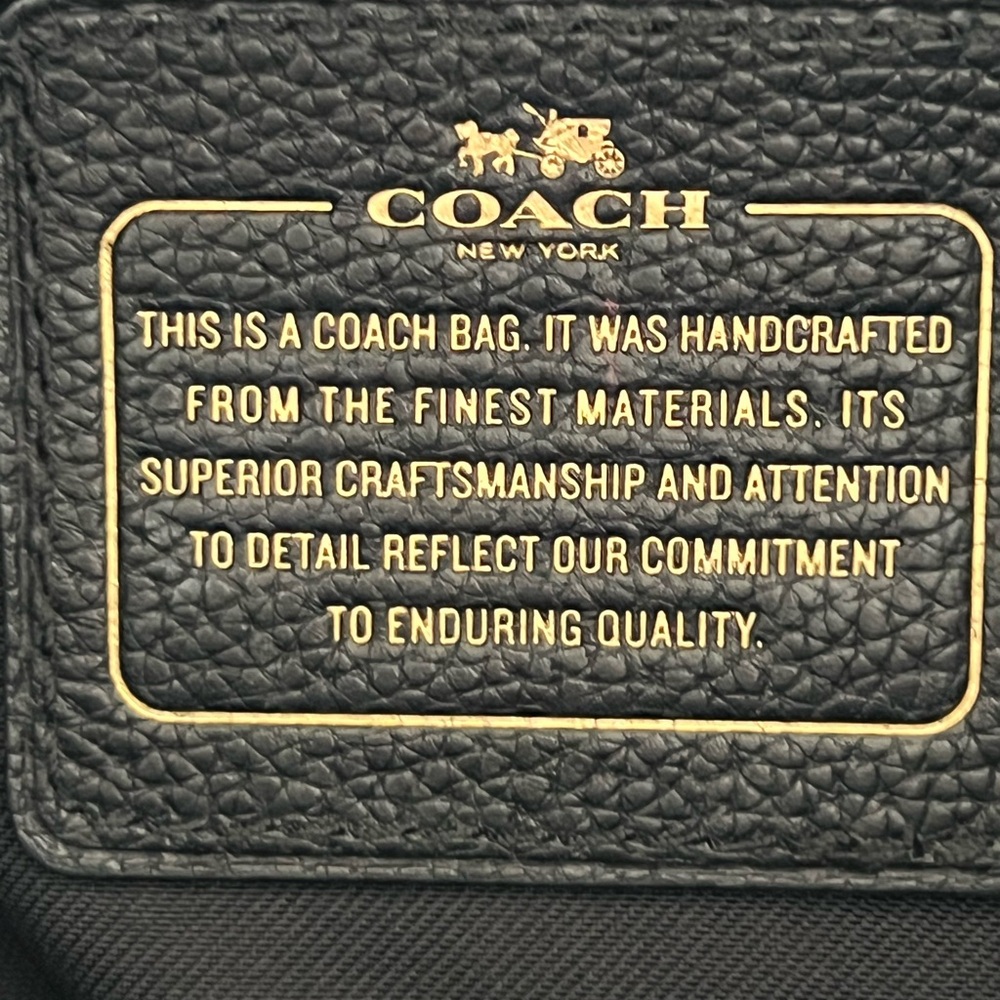 COACH
NEW YORK
THIS IS A COACH BAG. IT WAS HANDCRAFTED
FROM THE FINEST MATERIALS. ITS
SUPERIOR CRAFTSMANSHIP AND ATTENTION
TO DETAIL REFLECT OUR COMMITMENT
TO ENDURING QUALITY.